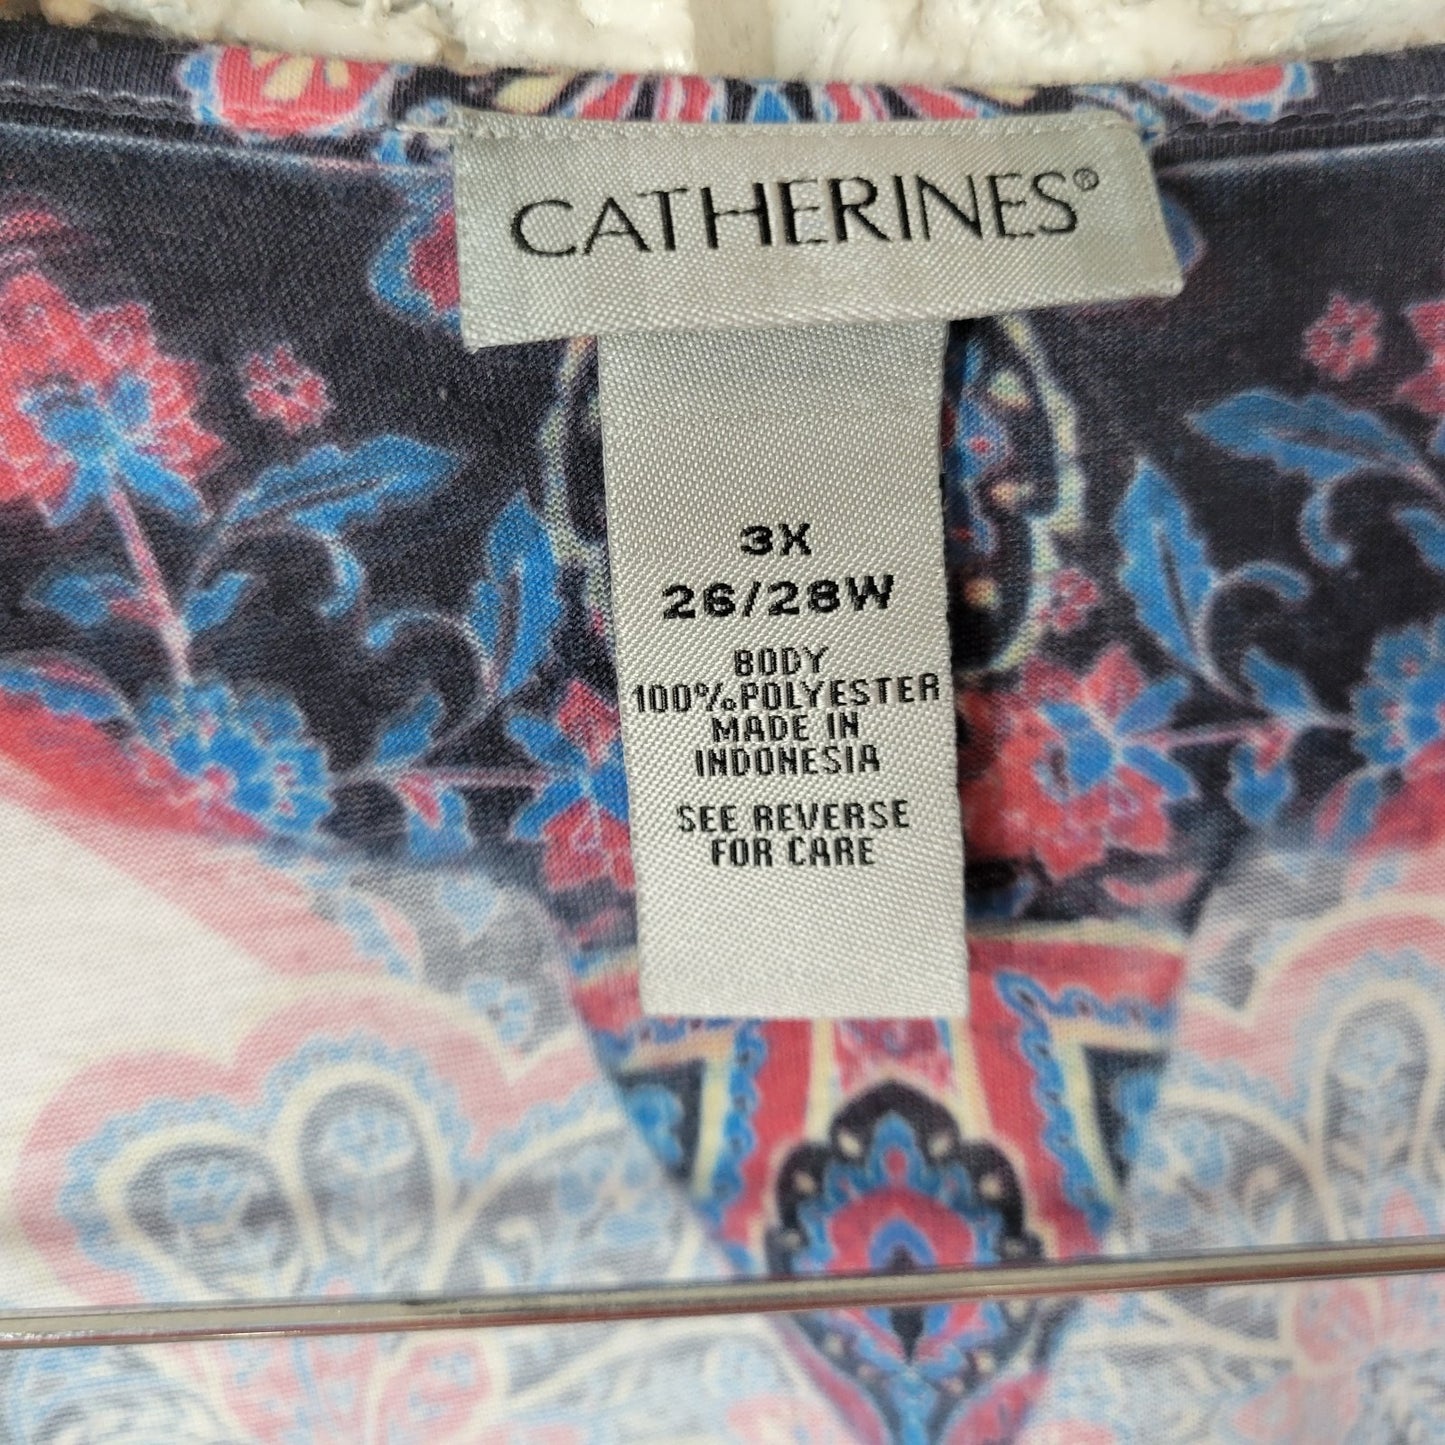 CATHERINES®
3X
26/28W
BODY
100%POLYESTER
MADE IN
INDONESIA
SEE REVERSE
FOR CARE